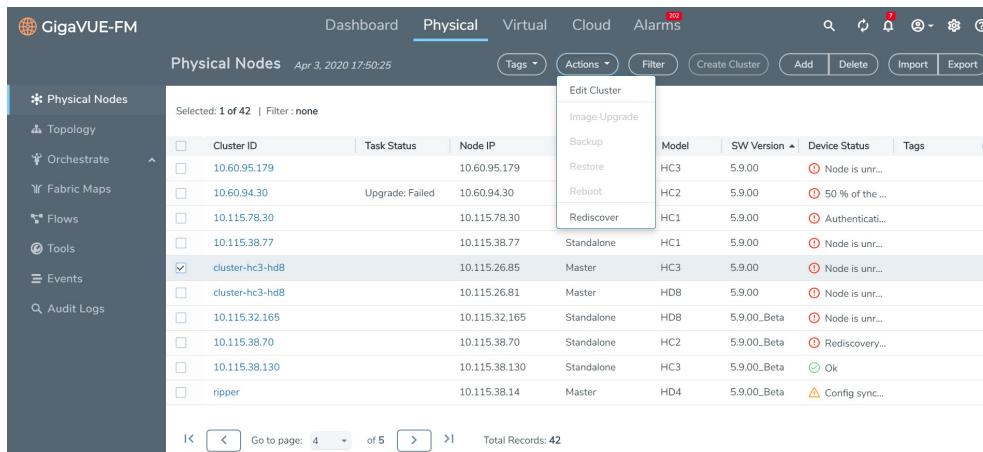 GigaVUE-FM
Dashboard Physical Virtual Cloud Alarms 202 7
Physical Nodes Apr 3, 2020 17:50:25 Tags Actions Filter Create Cluster Add Delete Import Export
Physical Nodes
Topology
Orchestrate
Fabric Maps
Flows
Tools
Events
Audit Logs
Selected: 1 of 42 | Filter : none
Edit Cluster
Image Upgrade
Backup
Restore
Reboot
Rediscover
Cluster ID Task Status Node IP Model SW Version Device Status Tags
10.60.95.179 10.60.95.179 HC3 5.9.00 Node is unr...
10.60.94.30 Upgrade: Failed 10.60.94.30 HC2 5.9.00 50 % of the ...
10.115.78.30 10.115.78.30 HC1 5.9.00 Authenticati...
10.115.38.77 10.115.38.77 Standalone HC1 5.9.00 Node is unr...
cluster-hc3-hd8 10.115.26.85 Master HC3 5.9.00 Node is unr...
cluster-hc3-hd8 10.115.26.81 Master HD8 5.9.00 Node is unr...
10.115.32.165 10.115.32.165 Standalone HD8 5.9.00_Beta Node is unr...
10.115.38.70 10.115.38.70 Standalone HC2 5.9.00_Beta Rediscovery...
10.115.38.130 10.115.38.130 Standalone HC3 5.9.00_Beta Ok
ripper 10.115.38.14 Master HD4 5.9.00_Beta Config sync...
Go to page: 4 of 5 Total Records: 42